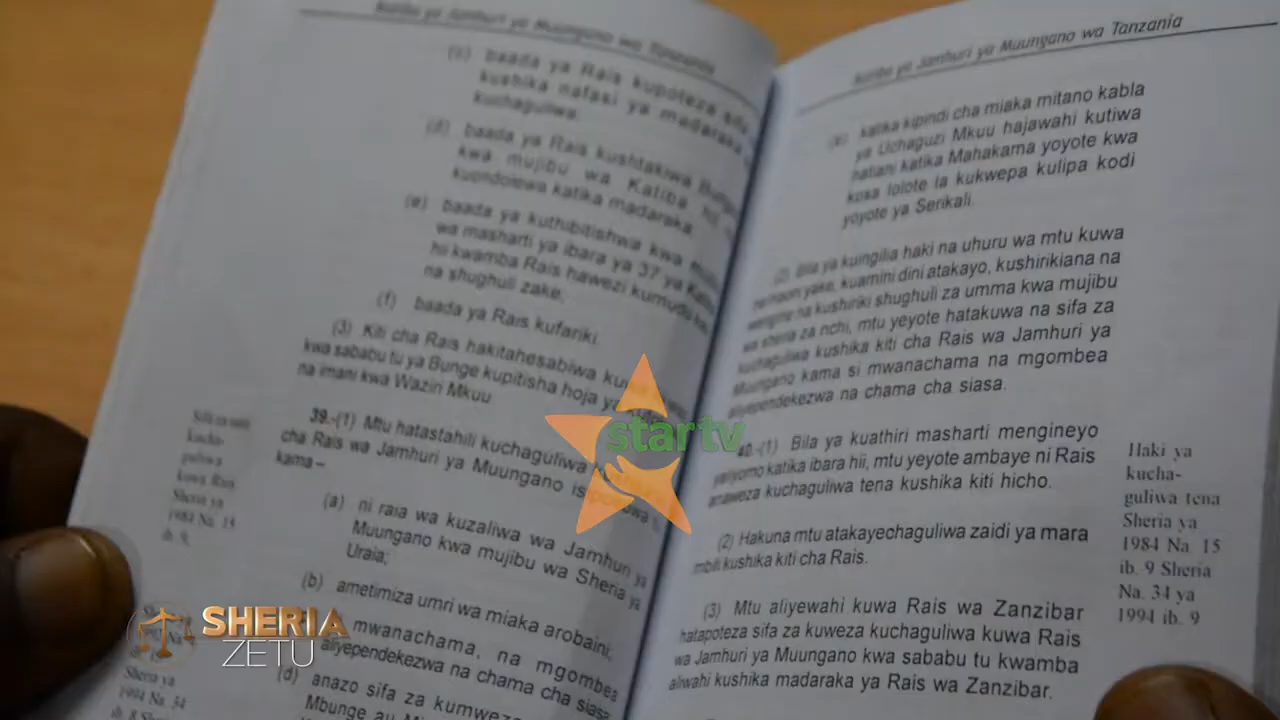 Katiba ya Jamhuri ya Muungano wa Tanzania
(c) baada ya Rais kupoteza sifa
kushika nafasi ya madaraka
kuchaguliwa;
(d) baada ya Rais kushtakiwa
kwa mujibu wa Katiba hii
kuondolewa katika madaraka
(e) baada ya kuthibitishwa kwa
wa masharti ya ibara ya 37 ya
hii kwamba Rais hawezi kumudu
na shughuli zake;
(f) baada ya Rais kufariki.
(3) Kiti cha Rais hakitahesabiwa kuwa
kwa sababu tu ya Bunge kupitisha hoja ya
na imani kwa Waziri Mkuu
39.-(1) Mtu hatastahili kuchaguliwa
cha Rais wa Jamhuri ya Muungano
kama –
(a) ni raia wa kuzaliwa wa Jamhuri ya
Muungano kwa mujibu wa Sheria ya
Uraia;
(b) ametimiza umri wa miaka arobaini;
mwanachama, na mgombea
aliyependekezwa na chama cha siasa
(d) anazo sifa za
Mbunge au
kucha-
guliwa
kuwa Rais
Sheria ya
1984 Na. 15
ib. 9.
Sheria ya
1994 Na. 34
ib. 8
Katiba ya Jamhuri ya Muungano wa Tanzania
(e) katika kipindi cha miaka mitano kabla
ya Uchaguzi Mkuu hajawahi kutiwa
hatiani katika Mahakama yoyote kwa
kosa lolote la kukwepa kulipa kodi
yoyote ya Serikali.
(2) Bila ya kuingilia haki na uhuru wa mtu kuwa
na maoni yake, kuamini dini atakayo, kushirikiana na
wengine na kushiriki shughuli za umma kwa mujibu
wa sheria za nchi, mtu yeyote hatakuwa na sifa za
kuchaguliwa kushika kiti cha Rais wa Jamhuri ya
Muungano kama si mwanachama na mgombea
aliyependekezwa na chama cha siasa.
40.-(1) Bila ya kuathiri masharti mengineyo
yaliyomo katika ibara hii, mtu yeyote ambaye ni Rais
anaweza kuchaguliwa tena kushika kiti hicho.
(2) Hakuna mtu atakayechaguliwa zaidi ya mara
mbili kushika kiti cha Rais.
(3) Mtu aliyewahi kuwa Rais wa Zanzibar
hatapoteza sifa za kuweza kuchaguliwa kuwa Rais
wa Jamhuri ya Muungano kwa sababu tu kwamba
aliwahi kushika madaraka ya Rais wa Zanzibar.
Haki ya
kucha-
guliwa tena
Sheria ya
1984 Na. 15
ib. 9 Sheria
Na. 34 ya
1994 ib. 9
startv
SHERIA
ZETU